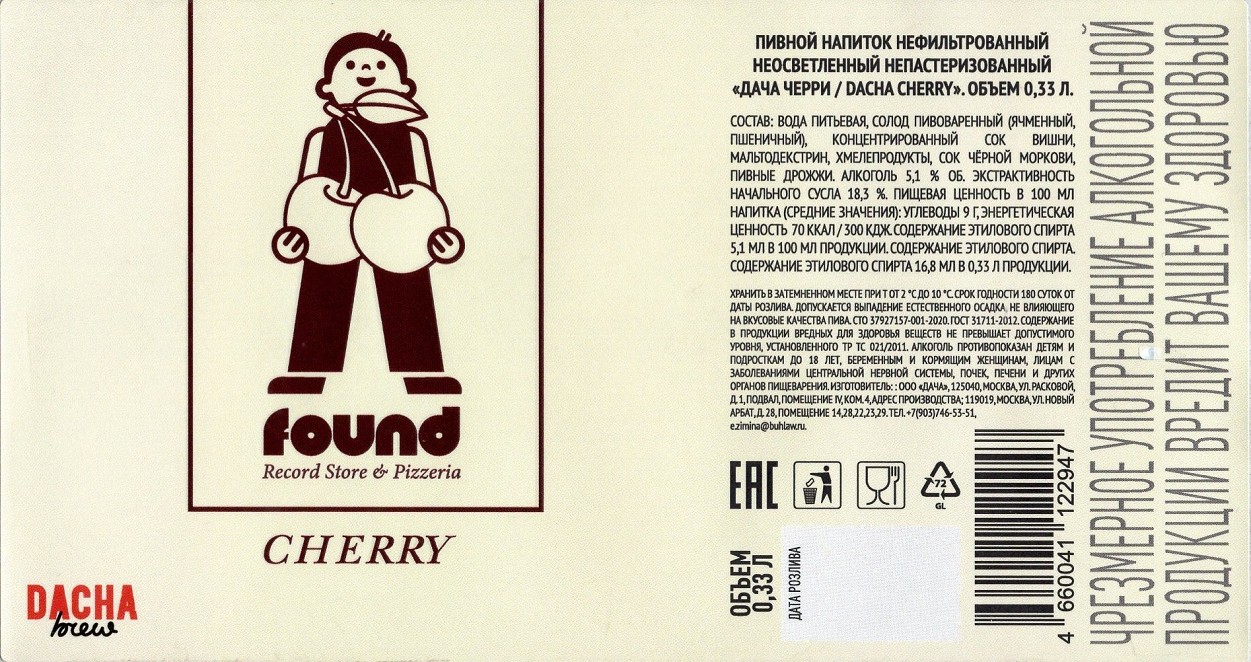 found
Record Store & Pizzeria
CHERRY
DACHA
brew
ПИВНОЙ НАПИТОК НЕФИЛЬТРОВАННЫЙ
НЕОСВЕТЛЕННЫЙ НЕПАСТЕРИЗОВАННЫЙ
«ДАЧА ЧЕРРИ / DACHA CHERRY». ОБЪЕМ 0,33 Л.
СОСТАВ: ВОДА ПИТЬЕВАЯ, СОЛОД ПИВОВАРЕННЫЙ (ЯЧМЕННЫЙ,
ПШЕНИЧНЫЙ), КОНЦЕНТРИРОВАННЫЙ СОК ВИШНИ,
МАЛЬТОДЕКСТРИН, ХМЕЛЕПРОДУКТЫ, СОК ЧЁРНОЙ МОРКОВИ,
ПИВНЫЕ ДРОЖЖИ. АЛКОГОЛЬ 5,1 % ОБ. ЭКСТРАКТИВНОСТЬ
НАЧАЛЬНОГО СУСЛА 18,3 %. ПИЩЕВАЯ ЦЕННОСТЬ В 100 МЛ
НАПИТКА (СРЕДНИЕ ЗНАЧЕНИЯ): УГЛЕВОДЫ 9 Г, ЭНЕРГЕТИЧЕСКАЯ
ЦЕННОСТЬ 70 ККАЛ / 300 КДЖ. СОДЕРЖАНИЕ ЭТИЛОВОГО СПИРТА
5,1 МЛ В 100 МЛ ПРОДУКЦИИ. СОДЕРЖАНИЕ ЭТИЛОВОГО СПИРТА.
СОДЕРЖАНИЕ ЭТИЛОВОГО СПИРТА 16,8 МЛ В 0,33 Л ПРОДУКЦИИ.
ХРАНИТЬ В ЗАТЕМНЕННОМ МЕСТЕ ПРИ Т ОТ 2 °С ДО 10 °С. СРОК ГОДНОСТИ 180 СУТОК ОТ
ДАТЫ РОЗЛИВА. ДОПУСКАЕТСЯ ВЫПАДЕНИЕ ЕСТЕСТВЕННОГО ОСАДКА, НЕ ВЛИЯЮЩЕГО
НА ВКУСОВЫЕ КАЧЕСТВА ПИВА. СТО 37927157-001-2020. ГОСТ 31711-2012. СОДЕРЖАНИЕ
В ПРОДУКЦИИ ВРЕДНЫХ ДЛЯ ЗДОРОВЬЯ ВЕЩЕСТВ НЕ ПРЕВЫШАЕТ ДОПУСТИМОГО
УРОВНЯ, УСТАНОВЛЕННОГО ТР ТС 021/2011. АЛКОГОЛЬ ПРОТИВОПОКАЗАН ДЕТЯМ И
ПОДРОСТКАМ ДО 18 ЛЕТ, БЕРЕМЕННЫМ И КОРМЯЩИМ ЖЕНЩИНАМ, ЛИЦАМ С
ЗАБОЛЕВАНИЯМИ ЦЕНТРАЛЬНОЙ НЕРВНОЙ СИСТЕМЫ, ПОЧЕК, ПЕЧЕНИ И ДРУГИХ
ОРГАНОВ ПИЩЕВАРЕНИЯ. ИЗГОТОВИТЕЛЬ: : ООО «ДАЧА», 125040, МОСКВА, УЛ. РАСКОВОЙ,
Д. 1, ПОДВАЛ, ПОМЕЩЕНИЕ IV, КОМ. 4, АДРЕС ПРОИЗВОДСТВА; 119019, МОСКВА, УЛ. НОВЫЙ
АРБАТ, Д. 28, ПОМЕЩЕНИЕ 14,28,22,23,29. ТЕЛ. +7(903)746-53-51,
e.zimina@buhlaw.ru.
EAC
72
GL
ОБЪЕМ
0,33 Л
ДАТА РОЗЛИВА
4 660041 122947
ЧРЕЗМЕРНОЕ УПОТРЕБЛЕНИЕ АЛКОГОЛЬНОЙ
ПРОДУКЦИИ ВРЕДИТ ВАШЕМУ ЗДОРОВЬЮ